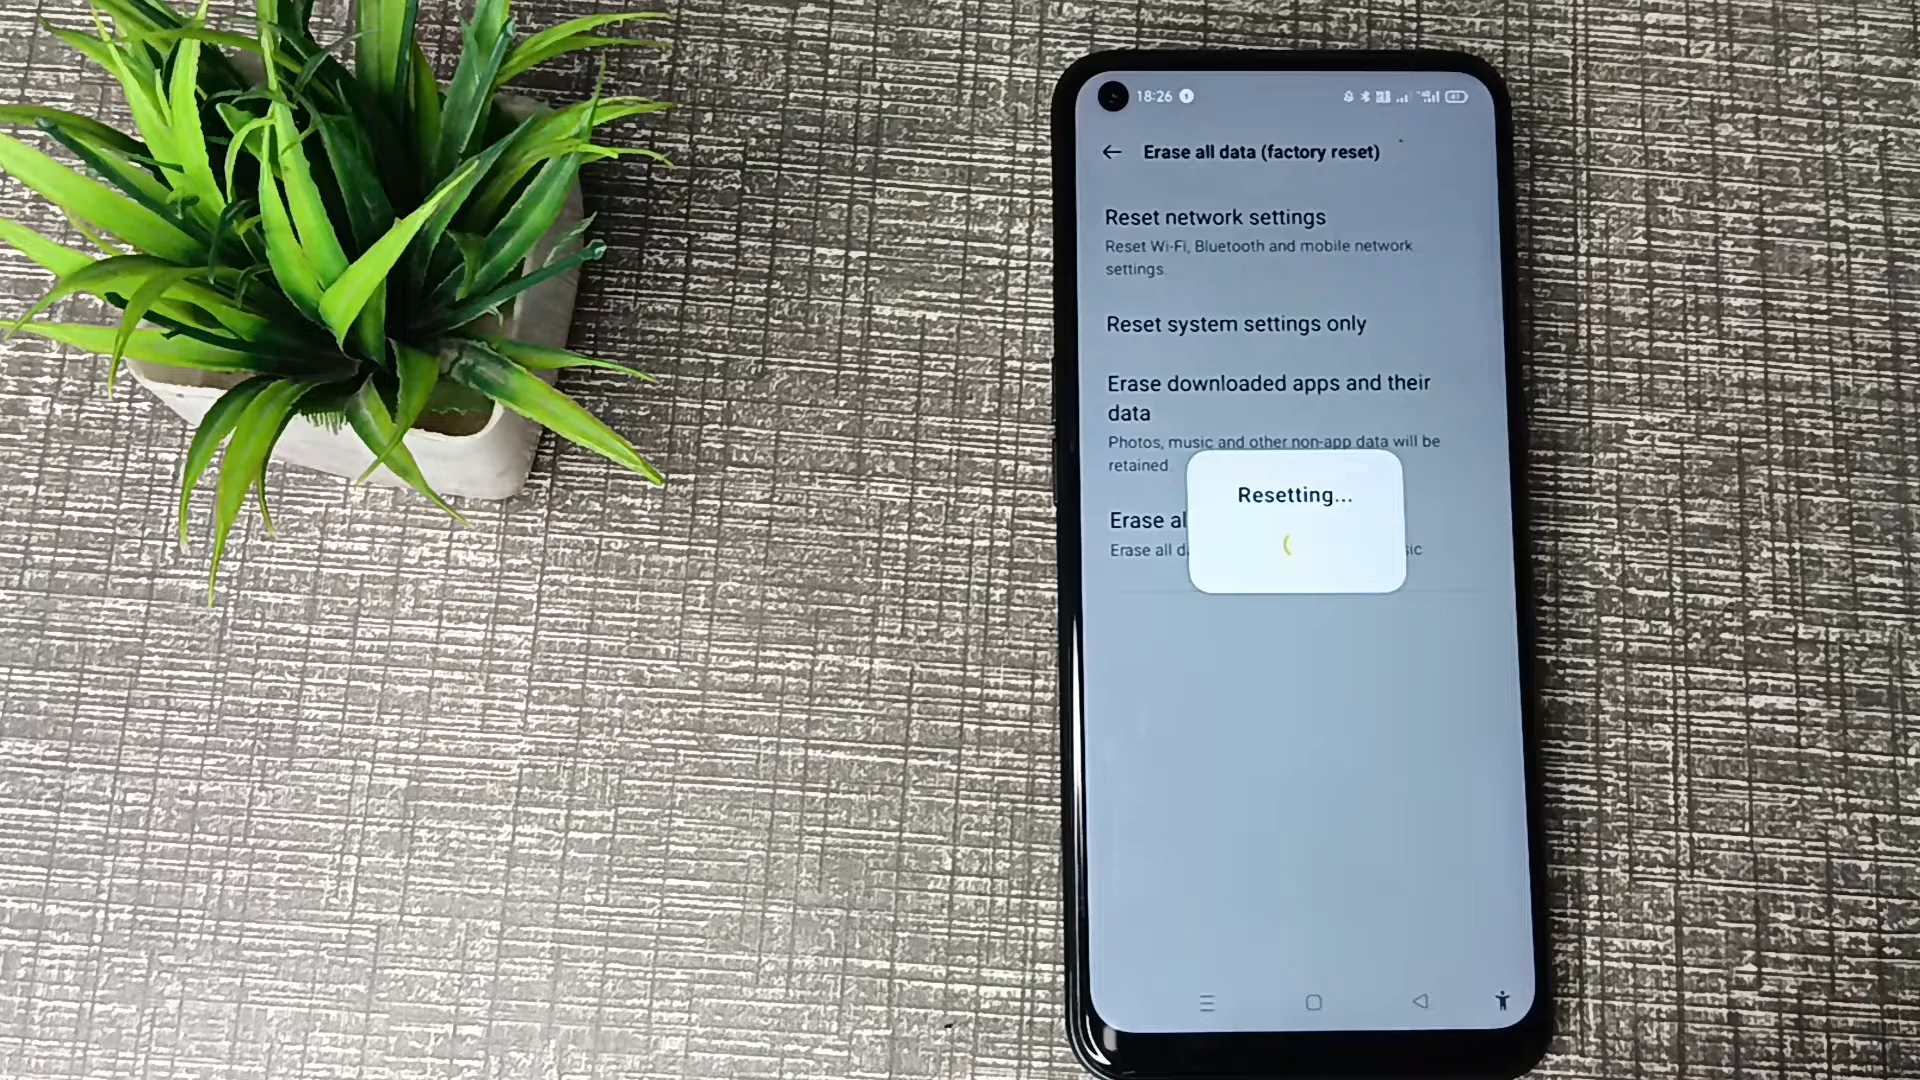 18:26
Erase all data (factory reset)
Reset network settings
Reset Wi-Fi, Bluetooth and mobile network
settings.
Reset system settings only
Erase downloaded apps and their
data
Photos, music and other non-app data will be
retained.
Resetting...
Erase al
Erase all d
sic